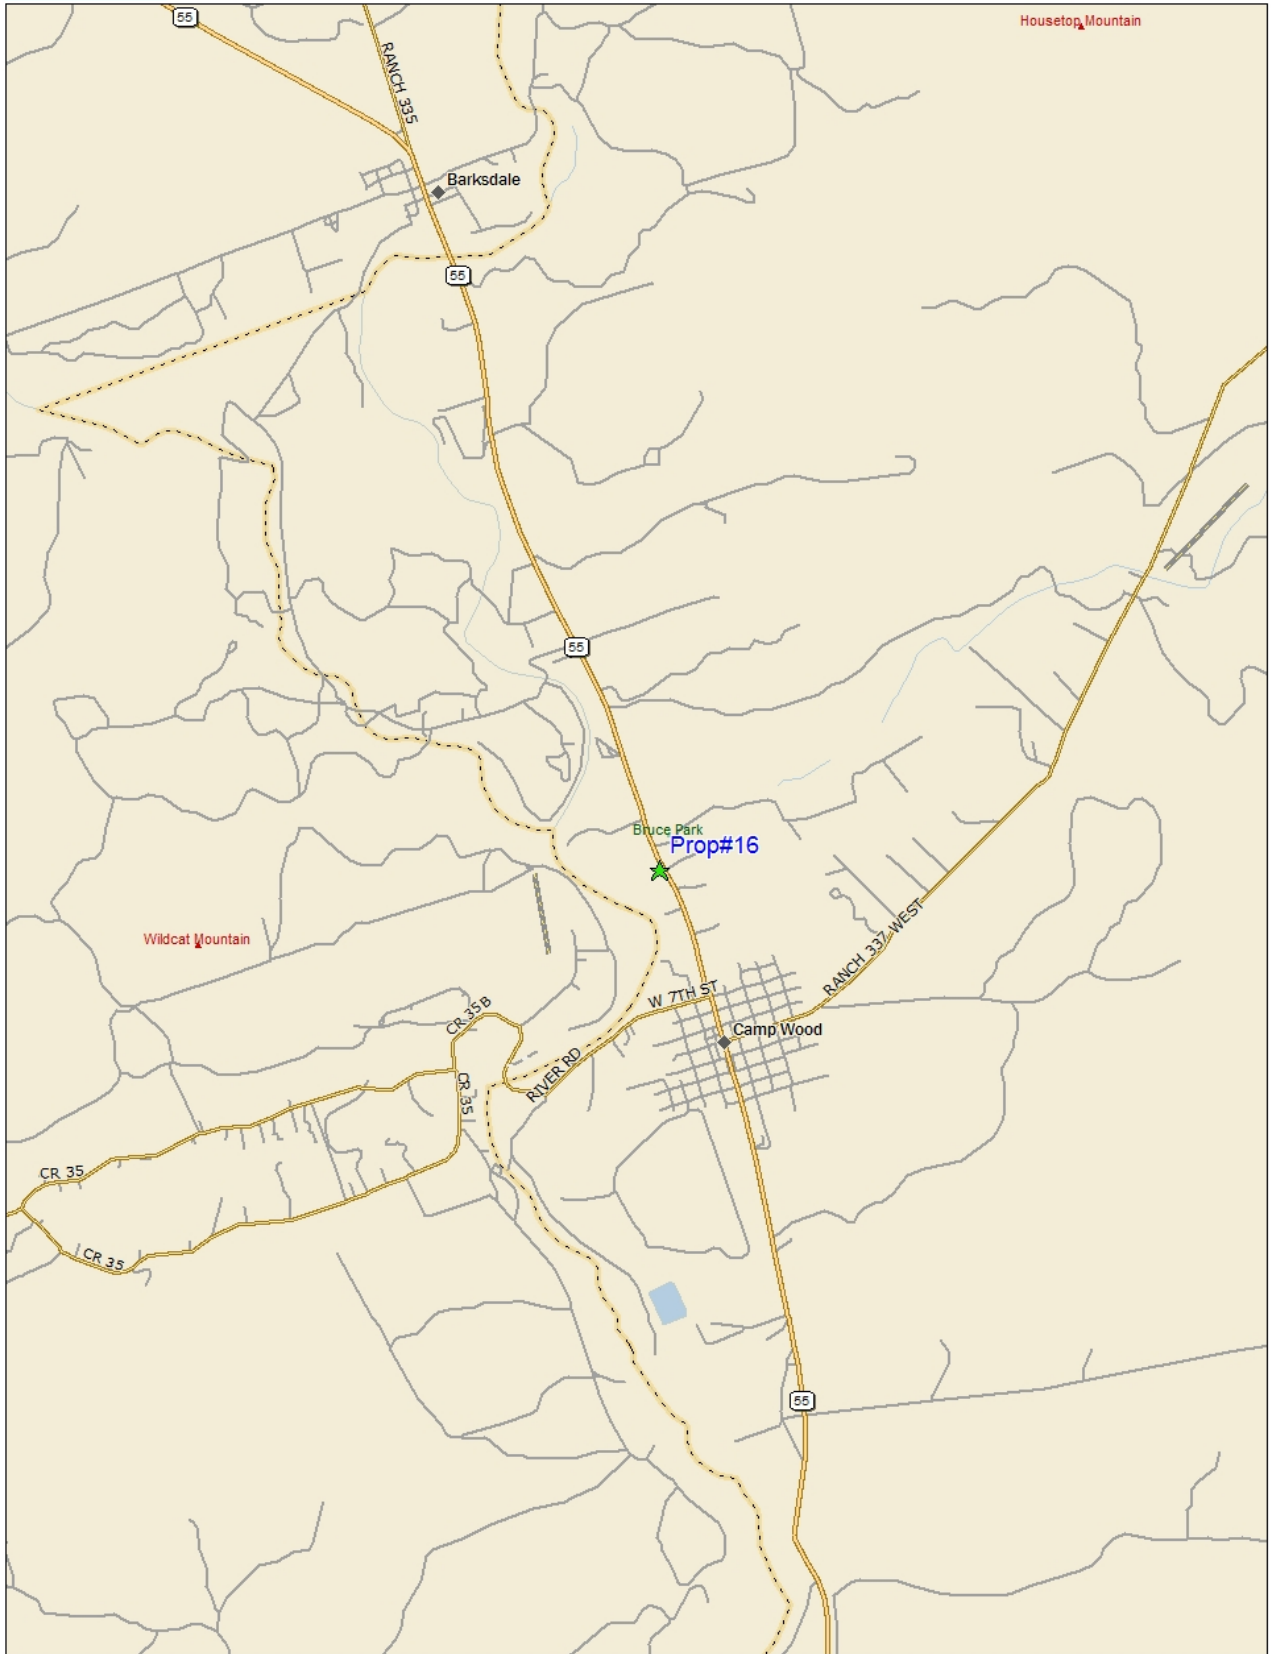 55
Housetop Mountain
RANCH 335
Barksdale
55
55
Bruce Park
Prop#16
Wildcat Mountain
RANCH 337 WEST
W 7TH ST
CR 35B
Camp Wood
RIVER RD
CR 35
CR 35
CR 35
55